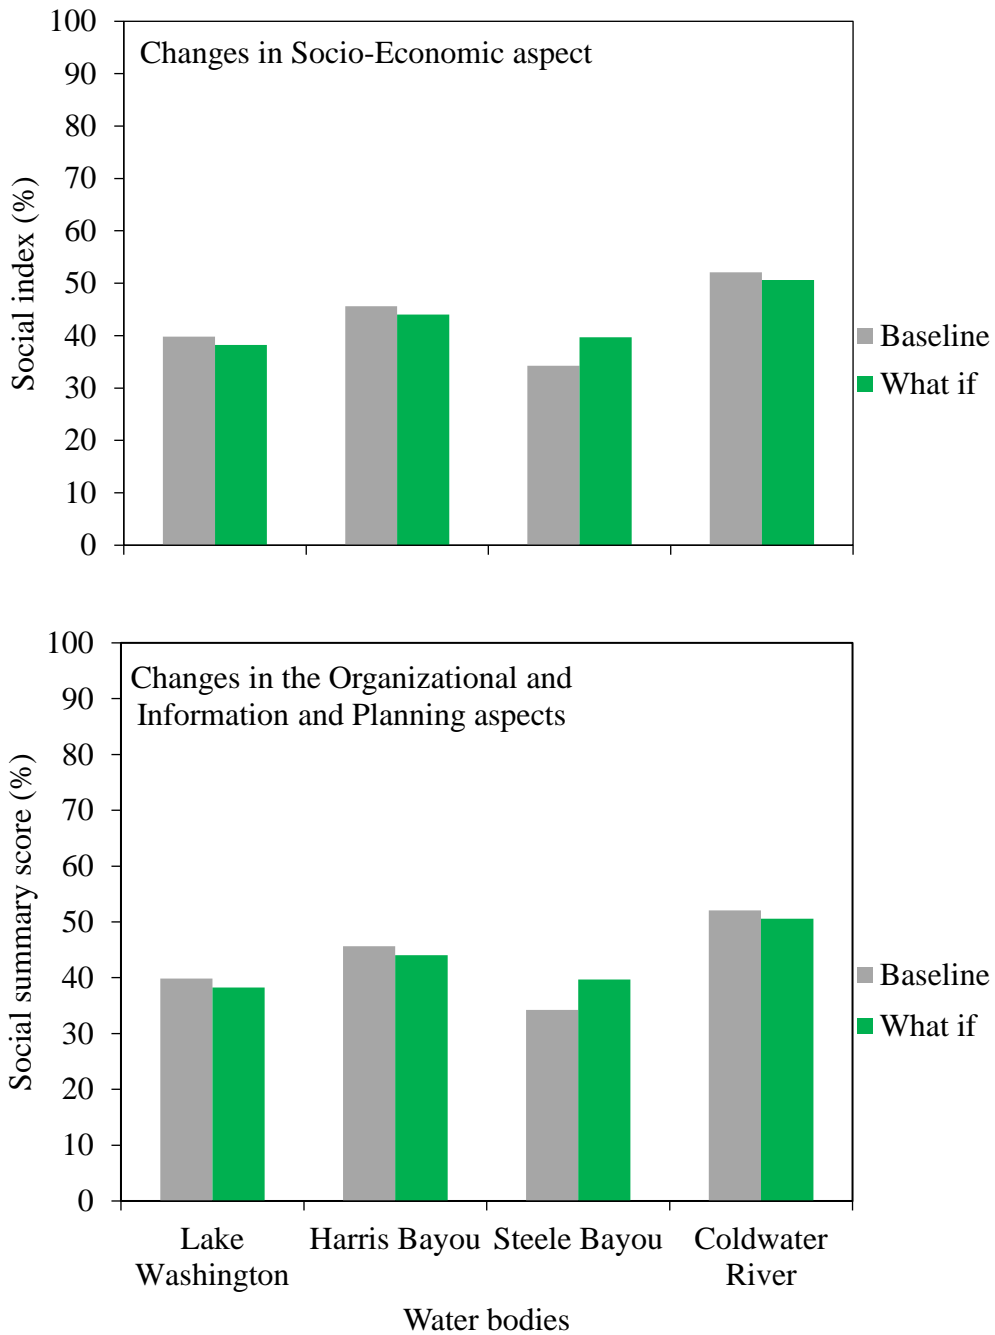 100
90
80
70
60
50
40
30
20
10
0
Social index (%)
Changes in Socio-Economic aspect
Baseline
What if
100
90
80
70
60
50
40
30
20
10
0
Social summary score (%)
Changes in the Organizational and
Information and Planning aspects
Baseline
What if
Lake
Washington
Harris Bayou
Steele Bayou
Coldwater
River
Water bodies